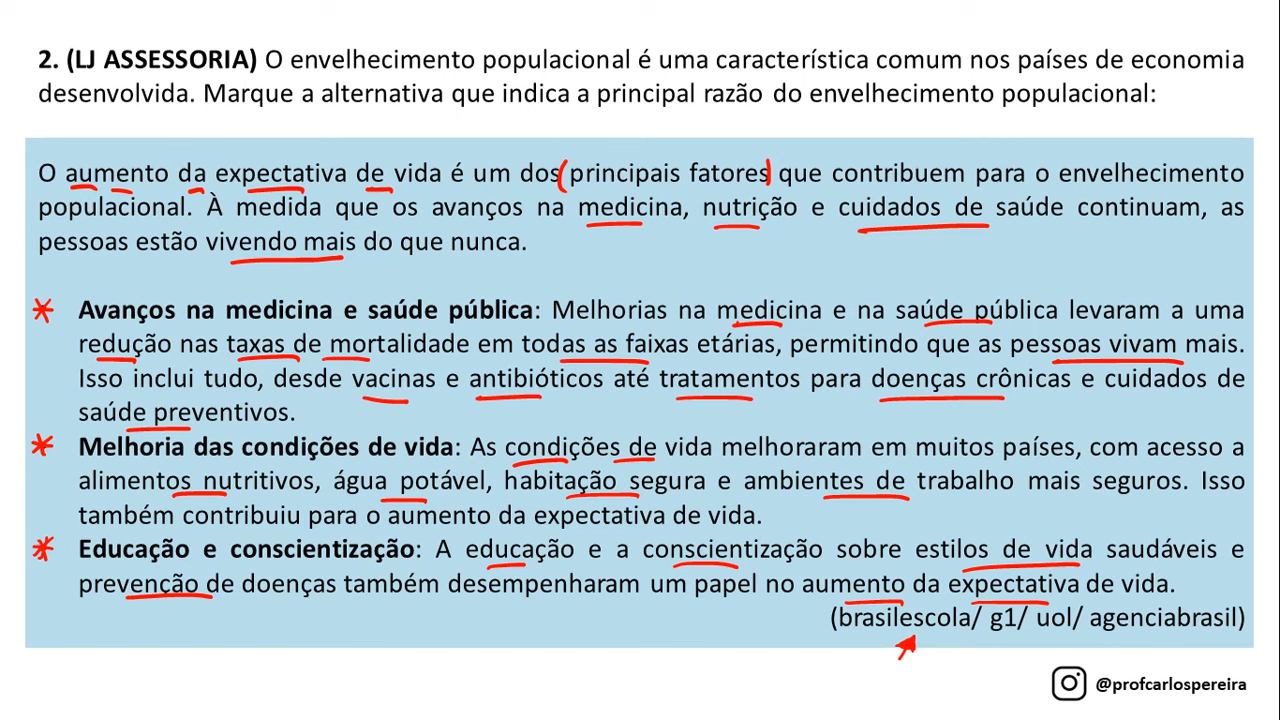 2. (LJ ASSESSORIA) O envelhecimento populacional é uma característica comum nos países de economia
desenvolvida. Marque a alternativa que indica a principal razão do envelhecimento populacional:
O aumento da expectativa de vida é um dos principais fatores que contribuem para o envelhecimento
populacional. À medida que os avanços na medicina, nutrição e cuidados de saúde continuam, as
pessoas estão vivendo mais do que nunca.
Avanços na medicina e saúde pública: Melhorias na medicina e na saúde pública levaram a uma
redução nas taxas de mortalidade em todas as faixas etárias, permitindo que as pessoas vivam mais.
Isso inclui tudo, desde vacinas e antibióticos até tratamentos para doenças crônicas e cuidados de
saúde preventivos.
Melhoria das condições de vida: As condições de vida melhoraram em muitos países, com acesso a
alimentos nutritivos, água potável, habitação segura e ambientes de trabalho mais seguros. Isso
também contribuiu para o aumento da expectativa de vida.
Educação e conscientização: A educação e a conscientização sobre estilos de vida saudáveis e
prevenção de doenças também desempenharam um papel no aumento da expectativa de vida.
(brasilescola/ g1/ uol/ agenciabrasil)
@profcarlospereira